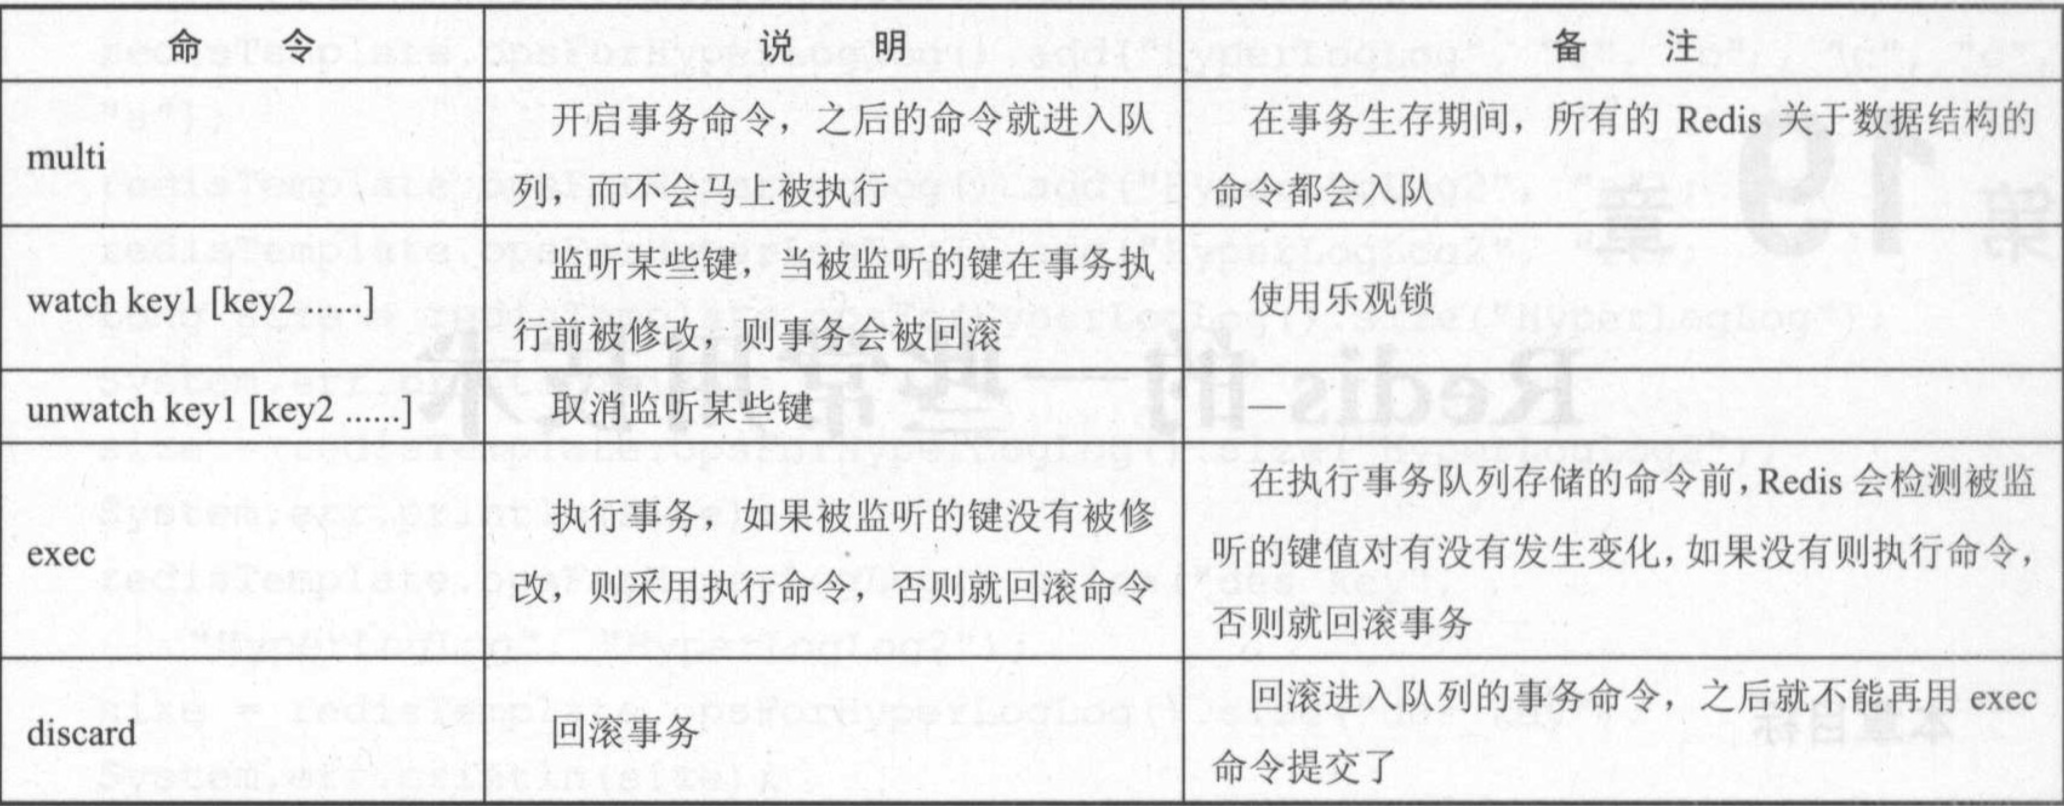 命 令 说 明 备 注
multi
开启事务命令，之后的命令就进入队
列，而不会马上被执行
在事务生存期间，所有的 Redis 关于数据结构的
命令都会入队
watch key1 [key2 ......]
监听某些键，当被监听的键在事务执
行前被修改，则事务会被回滚
使用乐观锁
unwatch key1 [key2 ......]
取消监听某些键
—
exec
执行事务，如果被监听的键没有被修
改，则采用执行命令，否则就回滚命令
在执行事务队列存储的命令前，Redis 会检测被监
听的键值对有没有发生变化，如果没有则执行命令，
否则就回滚事务
discard
回滚事务
回滚进入队列的事务命令，之后就不能再用 exec
命令提交了